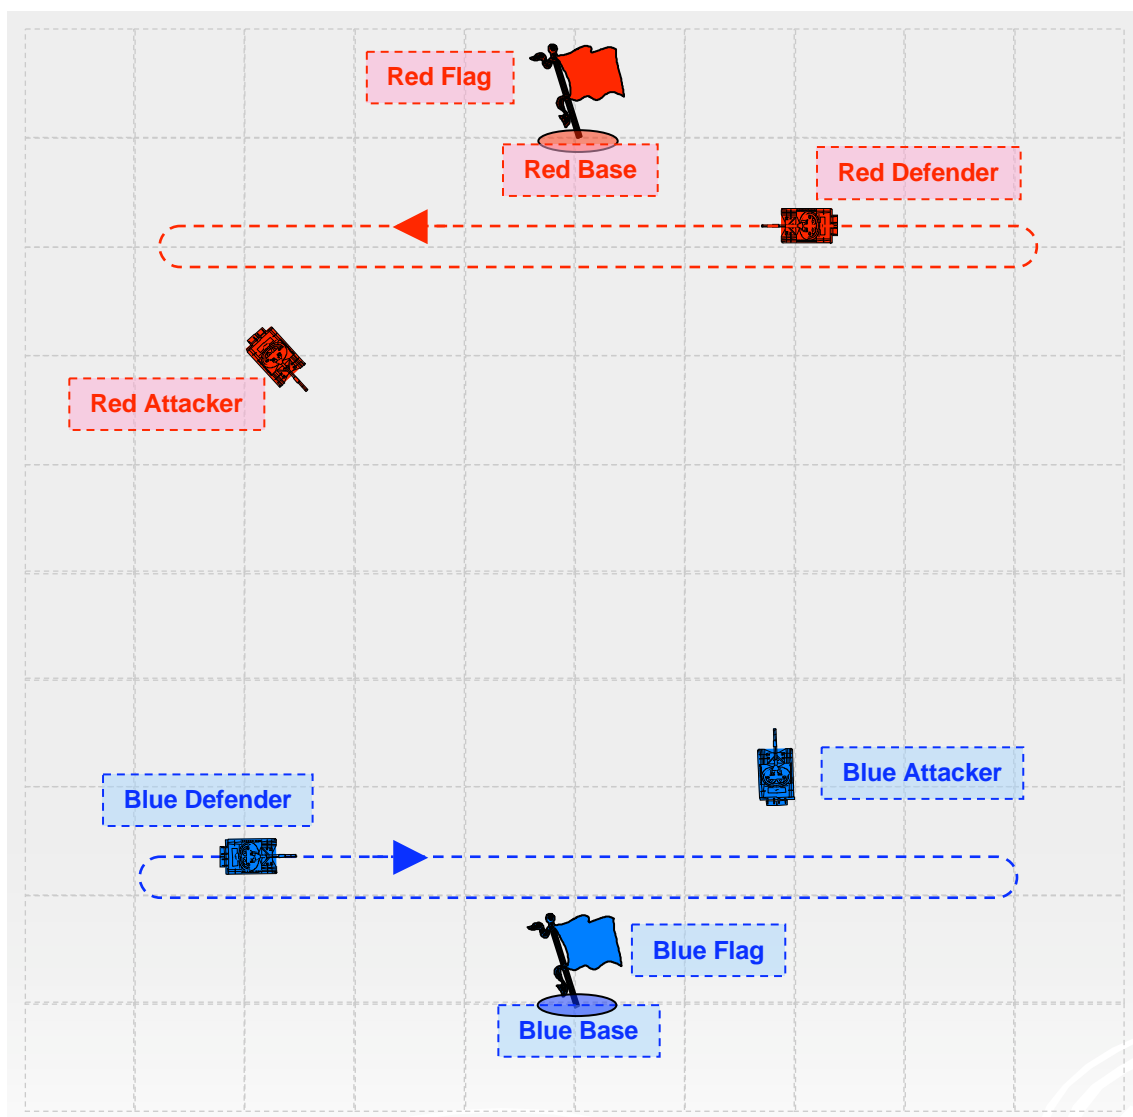 Red Flag
Red Base
Red Defender
Red Attacker
Blue Attacker
Blue Defender
Blue Flag
Blue Base